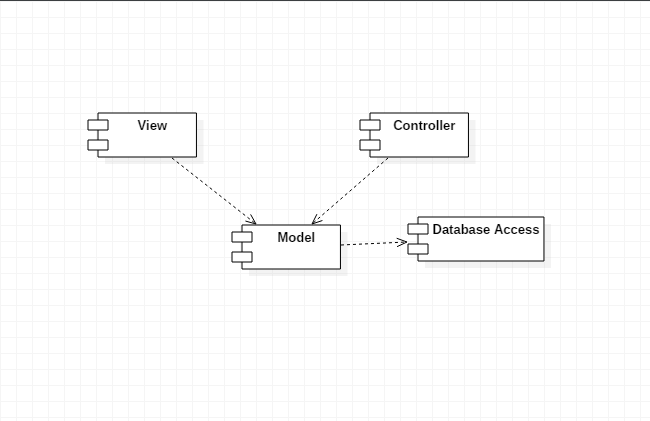 View
Controller
Model
Database Access